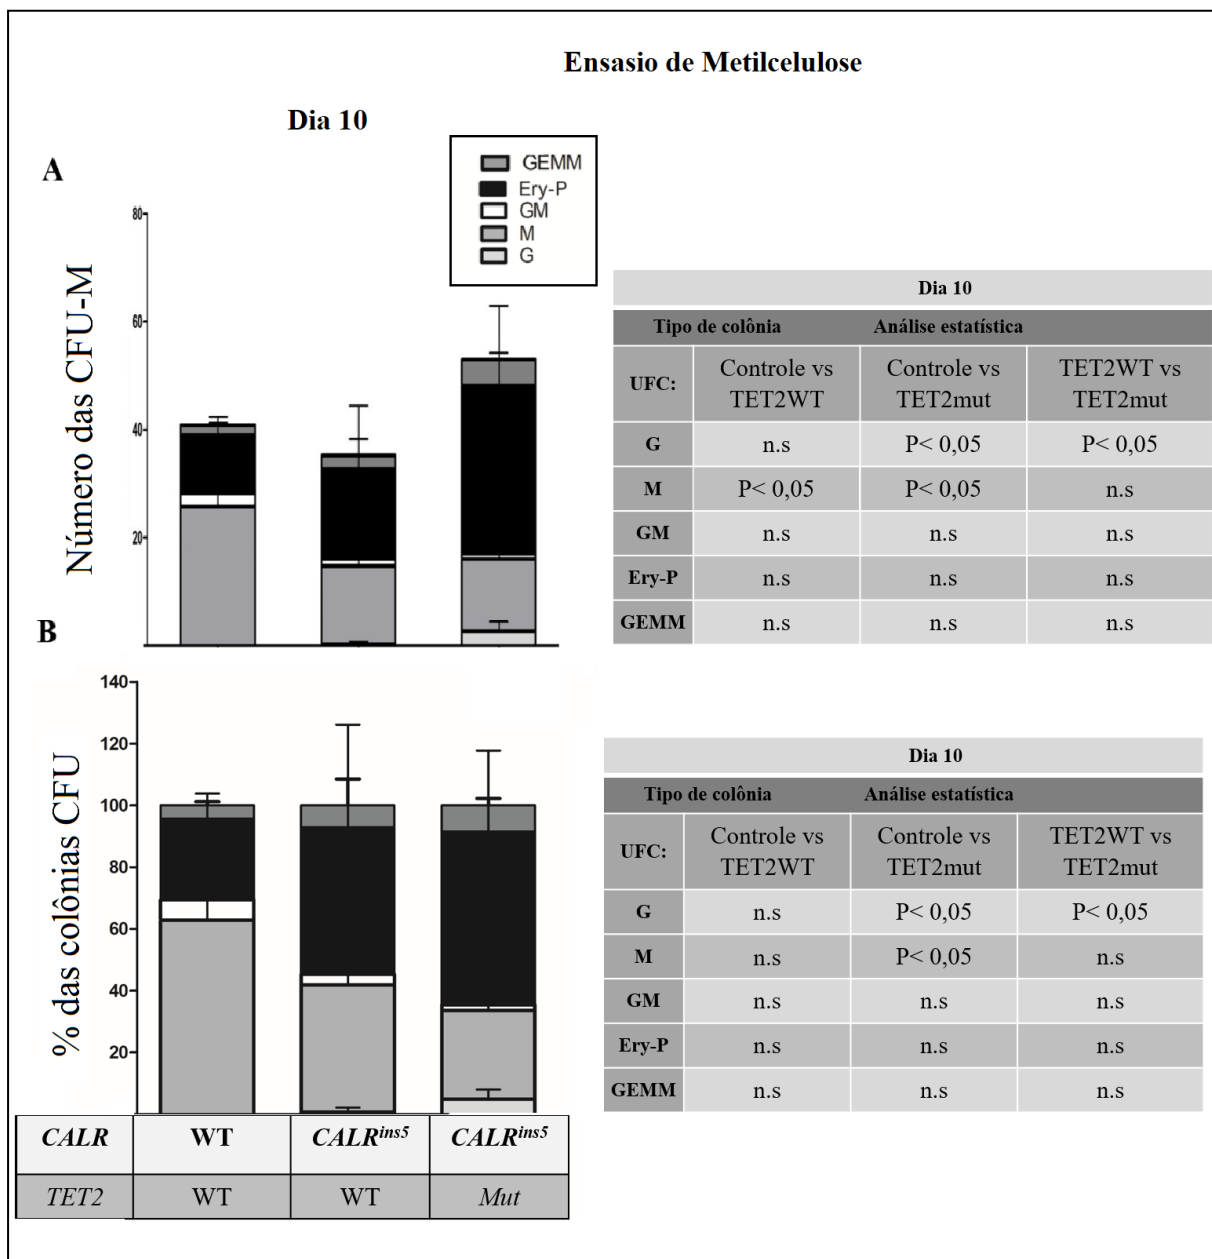 Ensasio de Metilcelulose
Dia 10
A
GEMM
Ery-P
GM
M
G
80
60
40
20
Número das CFU-M
Dia 10
Tipo de colônia Análise estatística
UFC: Controle vs TET2WT Controle vs TET2mut TET2WT vs TET2mut
G n.s P< 0,05 P< 0,05
M P< 0,05 P< 0,05 n.s
GM n.s n.s n.s
Ery-P n.s n.s n.s
GEMM n.s n.s n.s
B
140
120
100
80
60
40
20
% das colônias CFU
Dia 10
Tipo de colônia Análise estatística
UFC: Controle vs TET2WT Controle vs TET2mut TET2WT vs TET2mut
G n.s P< 0,05 P< 0,05
M n.s P< 0,05 n.s
GM n.s n.s n.s
Ery-P n.s n.s n.s
GEMM n.s n.s n.s
CALR WT CALRins5 CALRins5
TET2 WT WT Mut